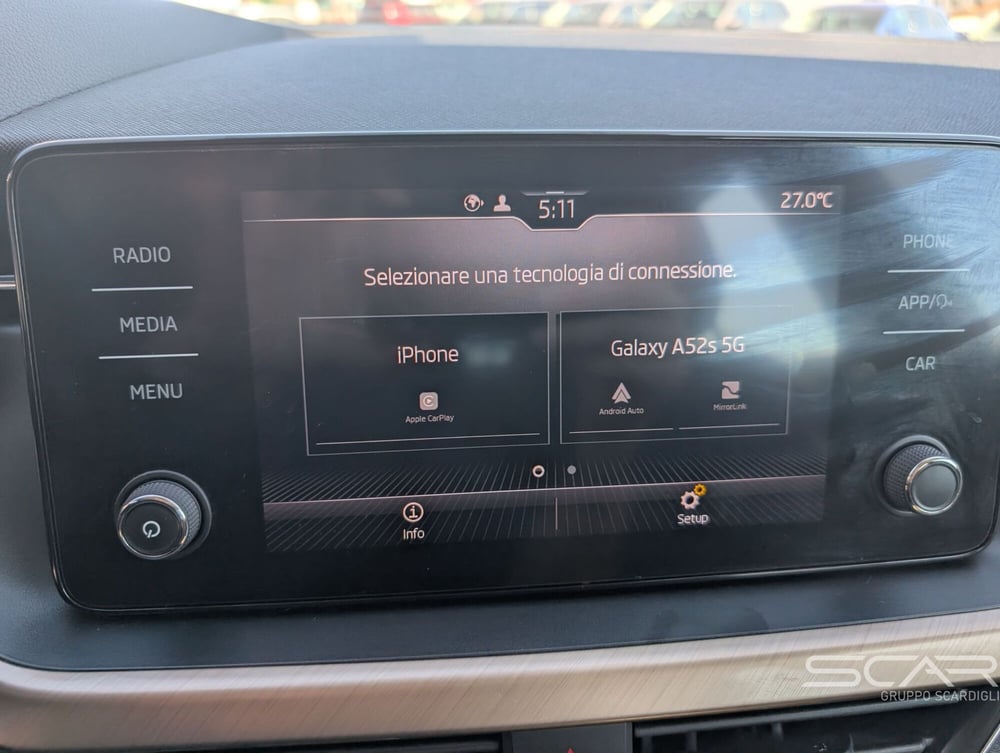 5:11
27.0°C
RADIO
MEDIA
MENU
Selezionare una tecnologia di connessione.
iPhone
Apple CarPlay
Galaxy A52s 5G
Android Auto
MirrorLink
Info
Setup
PHONE
APP/
CAR
SCAR
GRUPPO SCARDIGLI